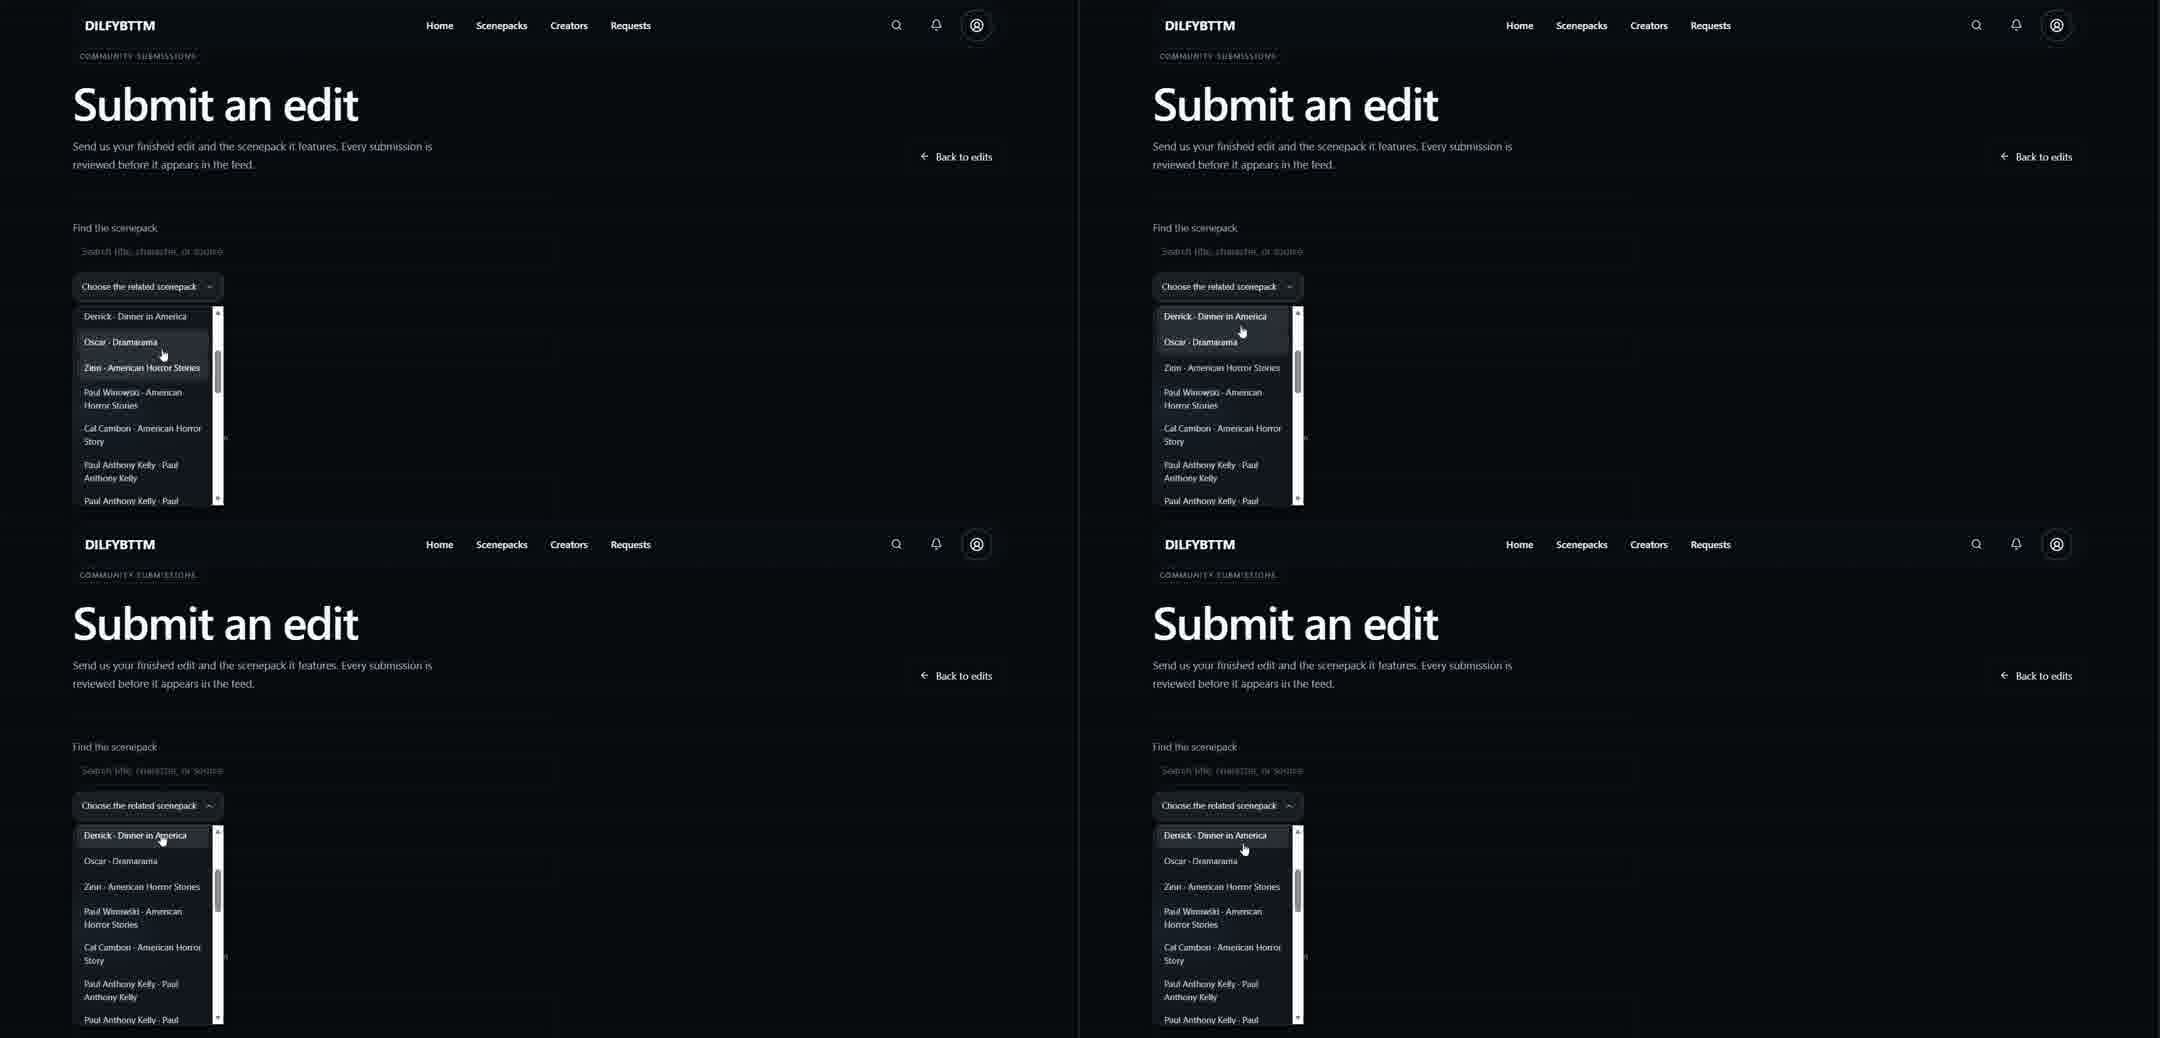 DILFYBTTM Home Scenepacks Creators Requests
COMMUNITY SUBMISSIONS
Submit an edit
Send us your finished edit and the scenepack it features. Every submission is
reviewed before it appears in the feed.
← Back to edits
Find the scenepack
Search title, character, or source
Choose the related scenepack
Derrick - Dinner in America
Oscar - Dramarama
Zinn - American Horror Stories
Paul Winowski - American
Horror Stories
Cal Cambon - American Horror
Story
Paul Anthony Kelly - Paul
Anthony Kelly
Paul Anthony Kelly - Paul
DILFYBTTM Home Scenepacks Creators Requests
COMMUNITY SUBMISSIONS
Submit an edit
Send us your finished edit and the scenepack it features. Every submission is
reviewed before it appears in the feed.
← Back to edits
Find the scenepack
Search title, character, or source
Choose the related scenepack
Derrick - Dinner in America
Oscar - Dramarama
Zinn - American Horror Stories
Paul Winowski - American
Horror Stories
Cal Cambon - American Horror
Story
Paul Anthony Kelly - Paul
Anthony Kelly
Paul Anthony Kelly - Paul
DILFYBTTM Home Scenepacks Creators Requests
COMMUNITY SUBMISSIONS
Submit an edit
Send us your finished edit and the scenepack it features. Every submission is
reviewed before it appears in the feed.
← Back to edits
Find the scenepack
Search title, character, or source
Choose the related scenepack
Derrick - Dinner in America
Oscar - Dramarama
Zinn - American Horror Stories
Paul Winowski - American
Horror Stories
Cal Cambon - American Horror
Story
Paul Anthony Kelly - Paul
Anthony Kelly
Paul Anthony Kelly - Paul
DILFYBTTM Home Scenepacks Creators Requests
COMMUNITY SUBMISSIONS
Submit an edit
Send us your finished edit and the scenepack it features. Every submission is
reviewed before it appears in the feed.
← Back to edits
Find the scenepack
Search title, character, or source
Choose the related scenepack
Derrick - Dinner in America
Oscar - Dramarama
Zinn - American Horror Stories
Paul Winowski - American
Horror Stories
Cal Cambon - American Horror
Story
Paul Anthony Kelly - Paul
Anthony Kelly
Paul Anthony Kelly - Paul